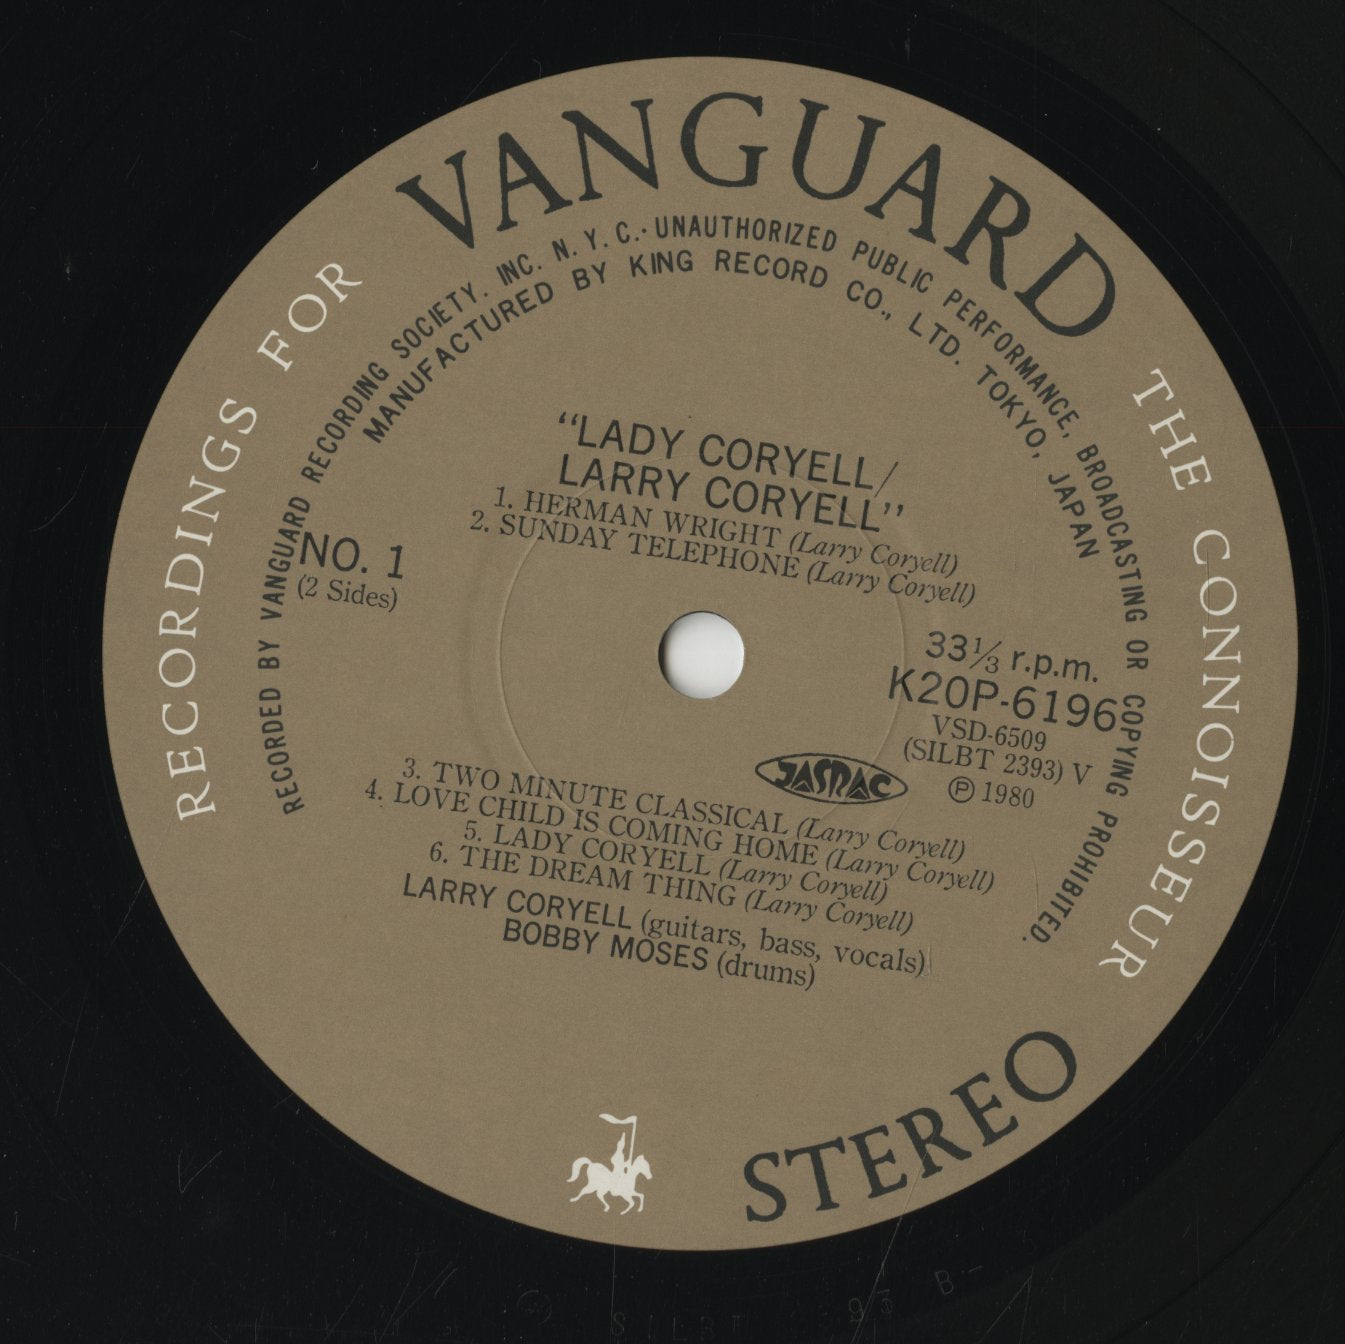 VANGUARD
RECORDINGS FOR THE CONNOISSEUR
RECORDED BY VANGUARD RECORDING SOCIETY. INC. N. Y. C.· UNAUTHORIZED PUBLIC PERFORMANCE, BROADCASTING OR COPYING PROHIBITED.
MANUFACTURED BY KING RECORD CO., LTD. TOKYO, JAPAN
“LADY CORYELL/
LARRY CORYELL”
1. HERMAN WRIGHT (Larry Coryell)
2. SUNDAY TELEPHONE (Larry Coryell)
NO. 1
(2 Sides)
33⅓ r.p.m.
K20P-6196
VSD-6509
(SILBT 2393) V
Ⓟ 1980
JASRAC
3. TWO MINUTE CLASSICAL (Larry Coryell)
4. LOVE CHILD IS COMING HOME (Larry Coryell)
5. LADY CORYELL (Larry Coryell)
6. THE DREAM THING (Larry Coryell)
LARRY CORYELL (guitars, bass, vocals)
BOBBY MOSES (drums)
STEREO